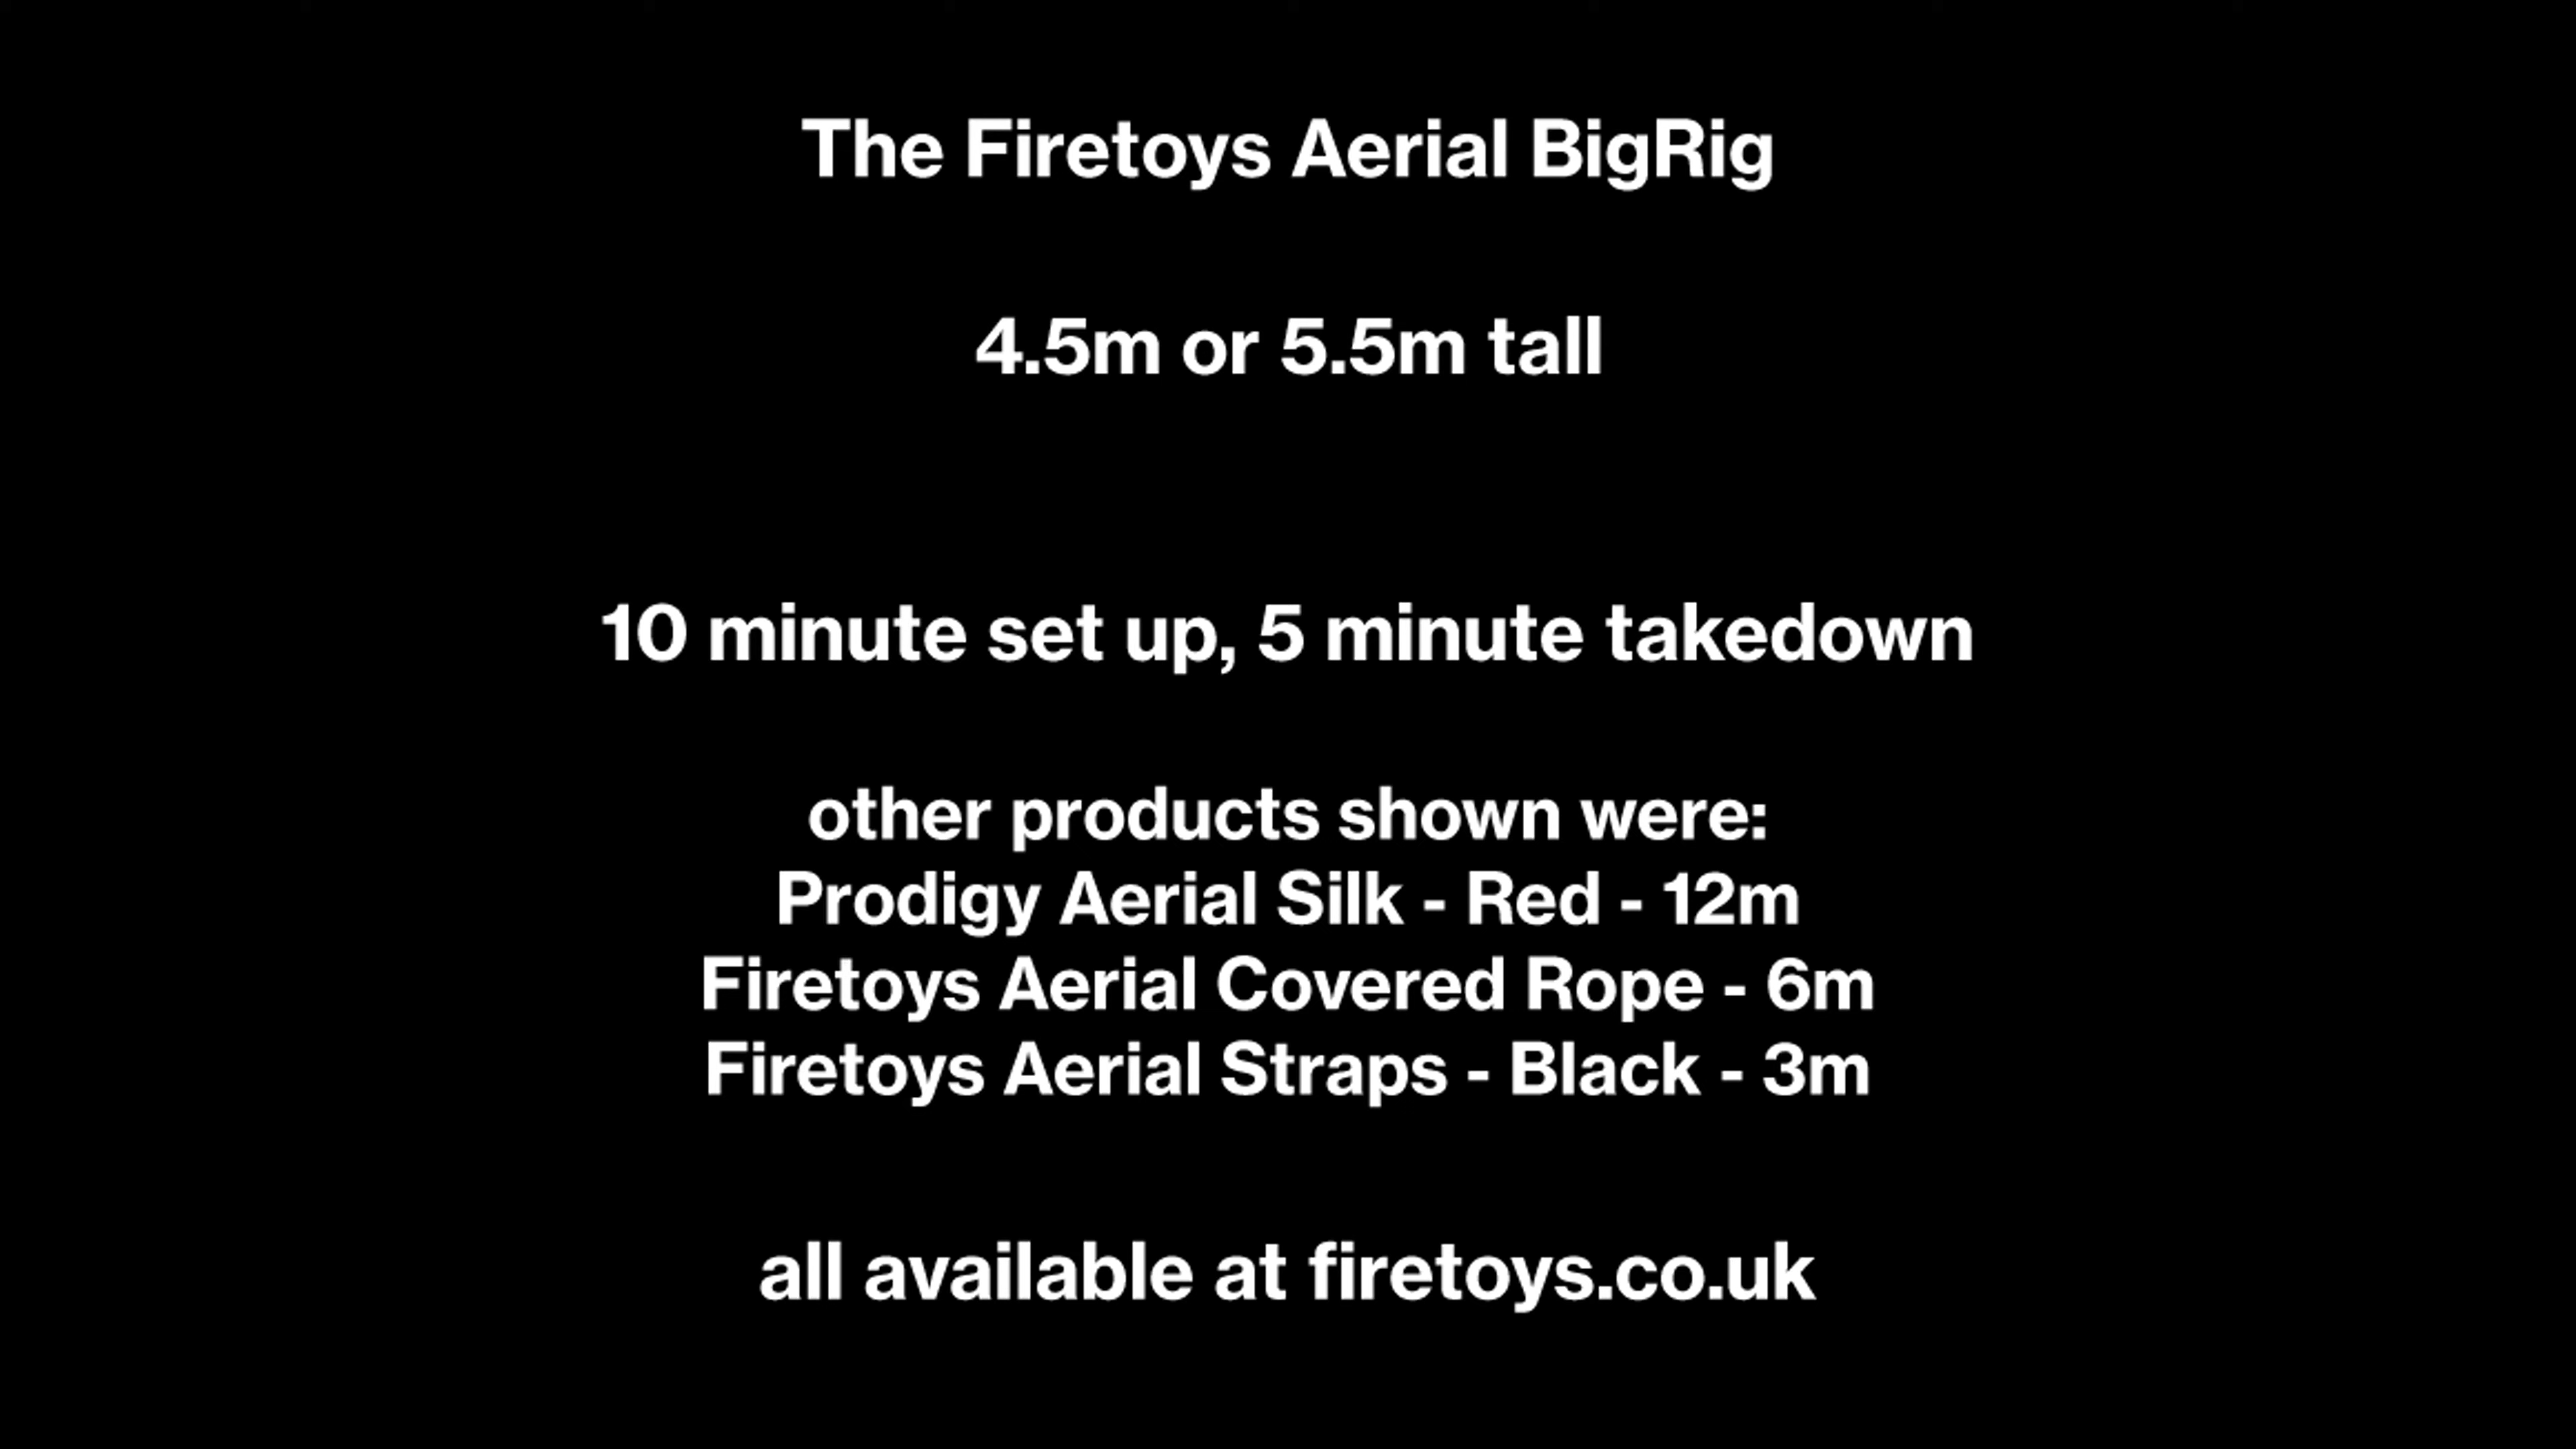 The Firetoys Aerial BigRig
4.5m or 5.5m tall
10 minute set up, 5 minute takedown
other products shown were:
Prodigy Aerial Silk - Red - 12m
Firetoys Aerial Covered Rope - 6m
Firetoys Aerial Straps - Black - 3m
all available at firetoys.co.uk